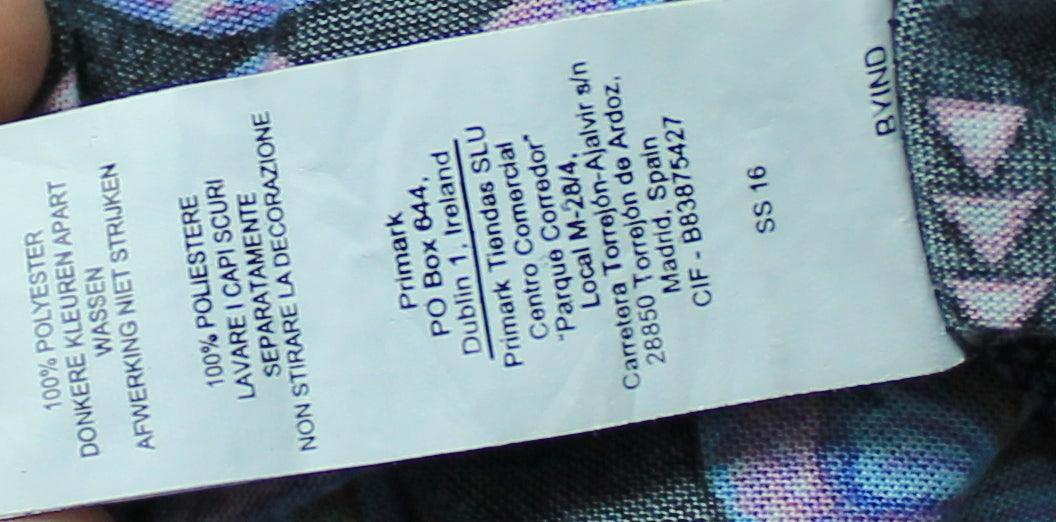 100% POLYESTER
DONKERE KLEUREN APART
WASSEN
AFWERKING NIET STRIJKEN
100% POLIESTERE
LAVARE I CAPI SCURI
SEPARATAMENTE
NON STIRARE LA DECORAZIONE
Primark
PO Box 644,
Dublin 1, Ireland
Primark Tiendas SLU
Centro Comercial
"Parque Corredor"
Local M-28/4,
Carretera Torrejón-Ajalvir s/n
28850 Torrejón de Ardoz,
Madrid, Spain
CIF - B83875427
SS 16
BVIND